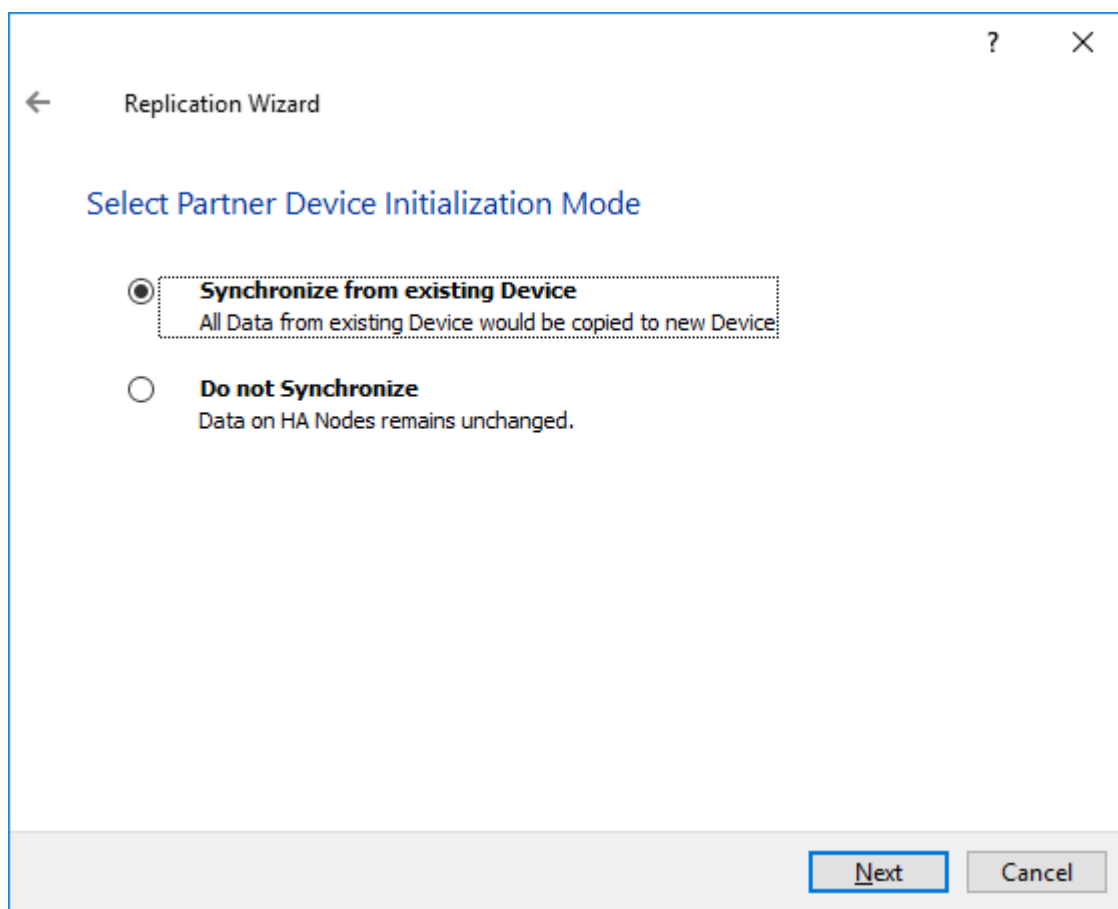 ?
Replication Wizard
Select Partner Device Initialization Mode
Synchronize from existing Device
All Data from existing Device would be copied to new Device
Do not Synchronize
Data on HA Nodes remains unchanged.
Next
Cancel